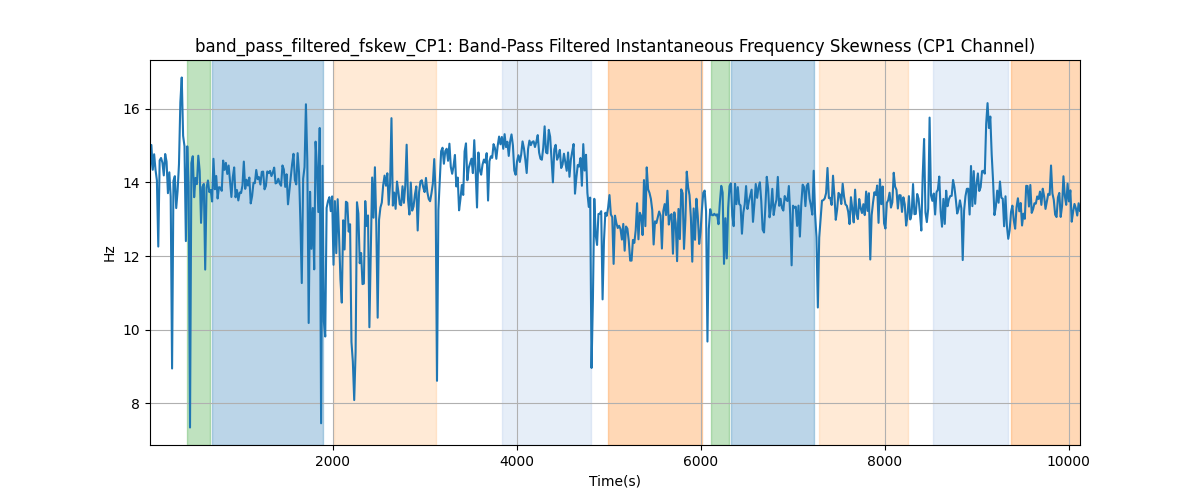 band_pass_filtered_fskew_CP1: Band-Pass Filtered Instantaneous Frequency Skewness (CP1 Channel)
16
14
12
10
8
Hz
2000 4000 6000 8000 10000
Time(s)